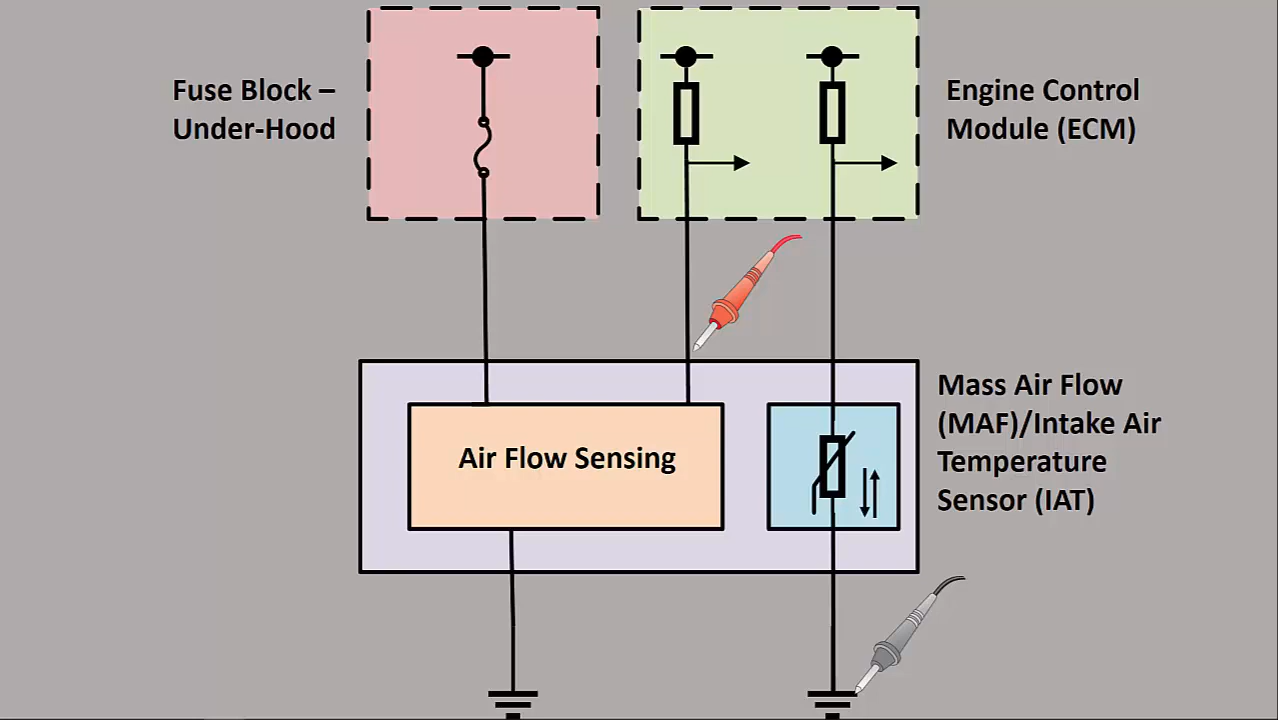 Fuse Block –
Under-Hood
Engine Control
Module (ECM)
Air Flow Sensing
Mass Air Flow
(MAF)/Intake Air
Temperature
Sensor (IAT)